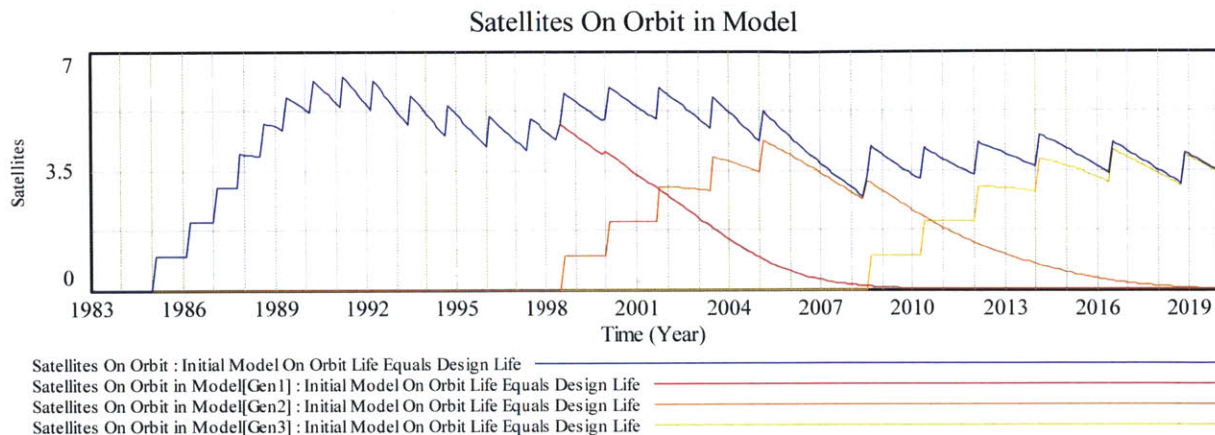 Satellites On Orbit in Model
7
3.5
0
Satellites
1983 1986 1989 1992 1995 1998 2001 2004 2007 2010 2013 2016 2019
Time (Year)
Satellites On Orbit : Initial Model On Orbit Life Equals Design Life
Satellites On Orbit in Model[Gen1] : Initial Model On Orbit Life Equals Design Life
Satellites On Orbit in Model[Gen2] : Initial Model On Orbit Life Equals Design Life
Satellites On Orbit in Model[Gen3] : Initial Model On Orbit Life Equals Design Life